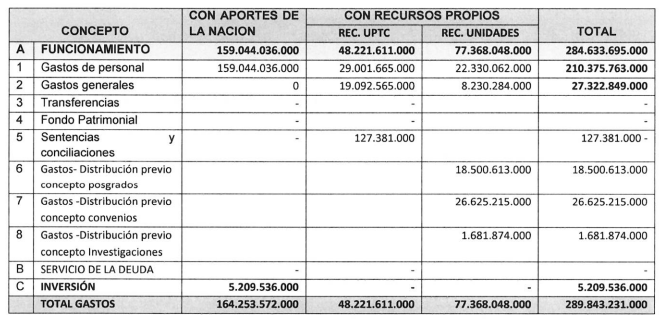 CONCEPTO CON APORTES DE LA NACION CON RECURSOS PROPIOS TOTAL
REC. UPTC REC. UNIDADES
A FUNCIONAMIENTO 159.044.036.000 48.221.611.000 77.368.048.000 284.633.695.000
1 Gastos de personal 159.044.036.000 29.001.665.000 22.330.062.000 210.375.763.000
2 Gastos generales 0 19.092.565.000 8.230.284.000 27.322.849.000
3 Transferencias - - -
4 Fondo Patrimonial - - - -
5 Sentencias y - 127.381.000 127.381.000 -
conciliaciones
6 Gastos- Distribución previo 18.500.613.000 18.500.613.000
concepto posgrados
7 Gastos -Distribución previo 26.625.215.000 26.625.215.000
concepto convenios
8 Gastos -Distribución previo 1.681.874.000 1.681.874.000
concepto Investigaciones
B SERVICIO DE LA DEUDA - - - -
C INVERSIÓN 5.209.536.000 - - 5.209.536.000
TOTAL GASTOS 164.253.572.000 48.221.611.000 77.368.048.000 289.843.231.000